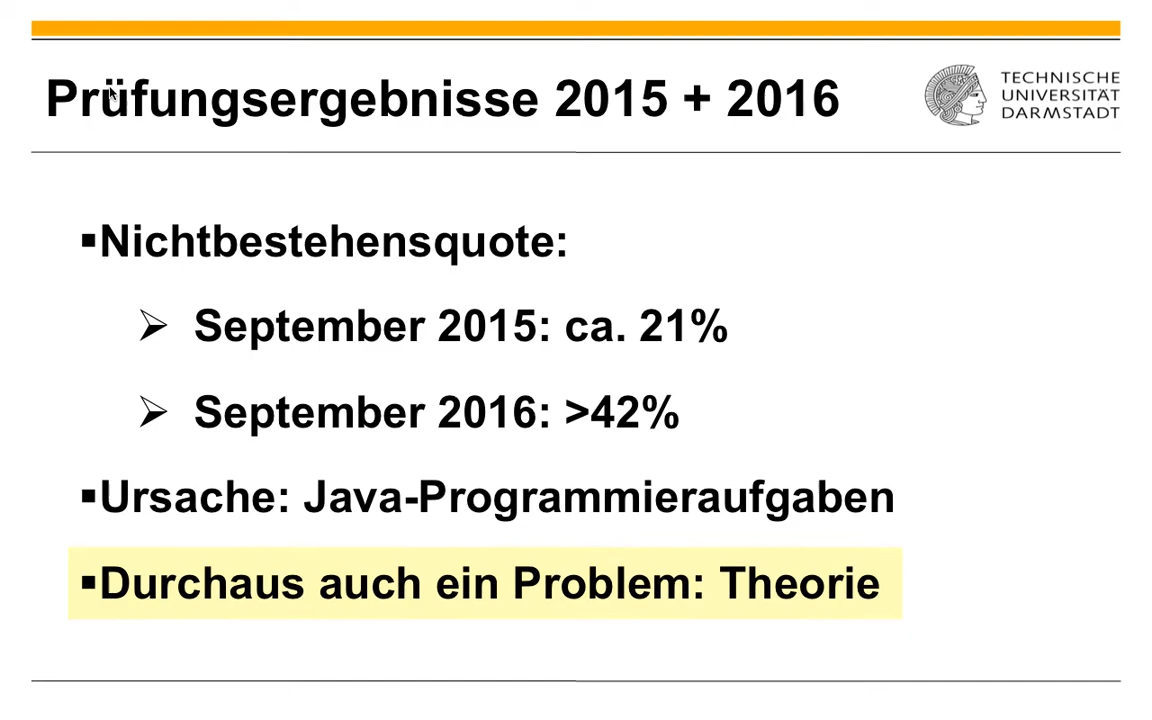 Prüfungsergebnisse 2015 + 2016
TECHNISCHE
UNIVERSITÄT
DARMSTADT
▪Nichtbestehensquote:
➢ September 2015: ca. 21%
➢ September 2016: >42%
▪Ursache: Java-Programmieraufgaben
▪Durchaus auch ein Problem: Theorie